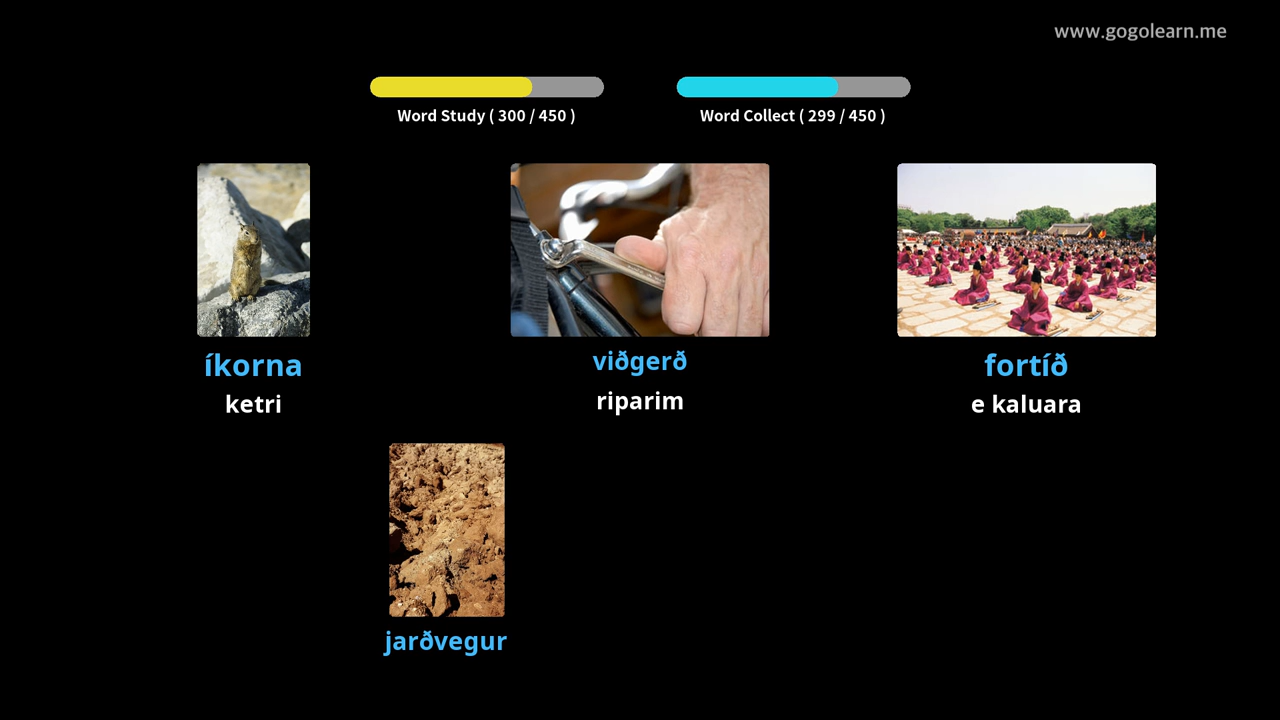 www.gogolearn.me
Word Study ( 300 / 450 )
Word Collect ( 299 / 450 )
íkorna
ketri
viðgerð
riparim
fortíð
e kaluara
jarðvegur